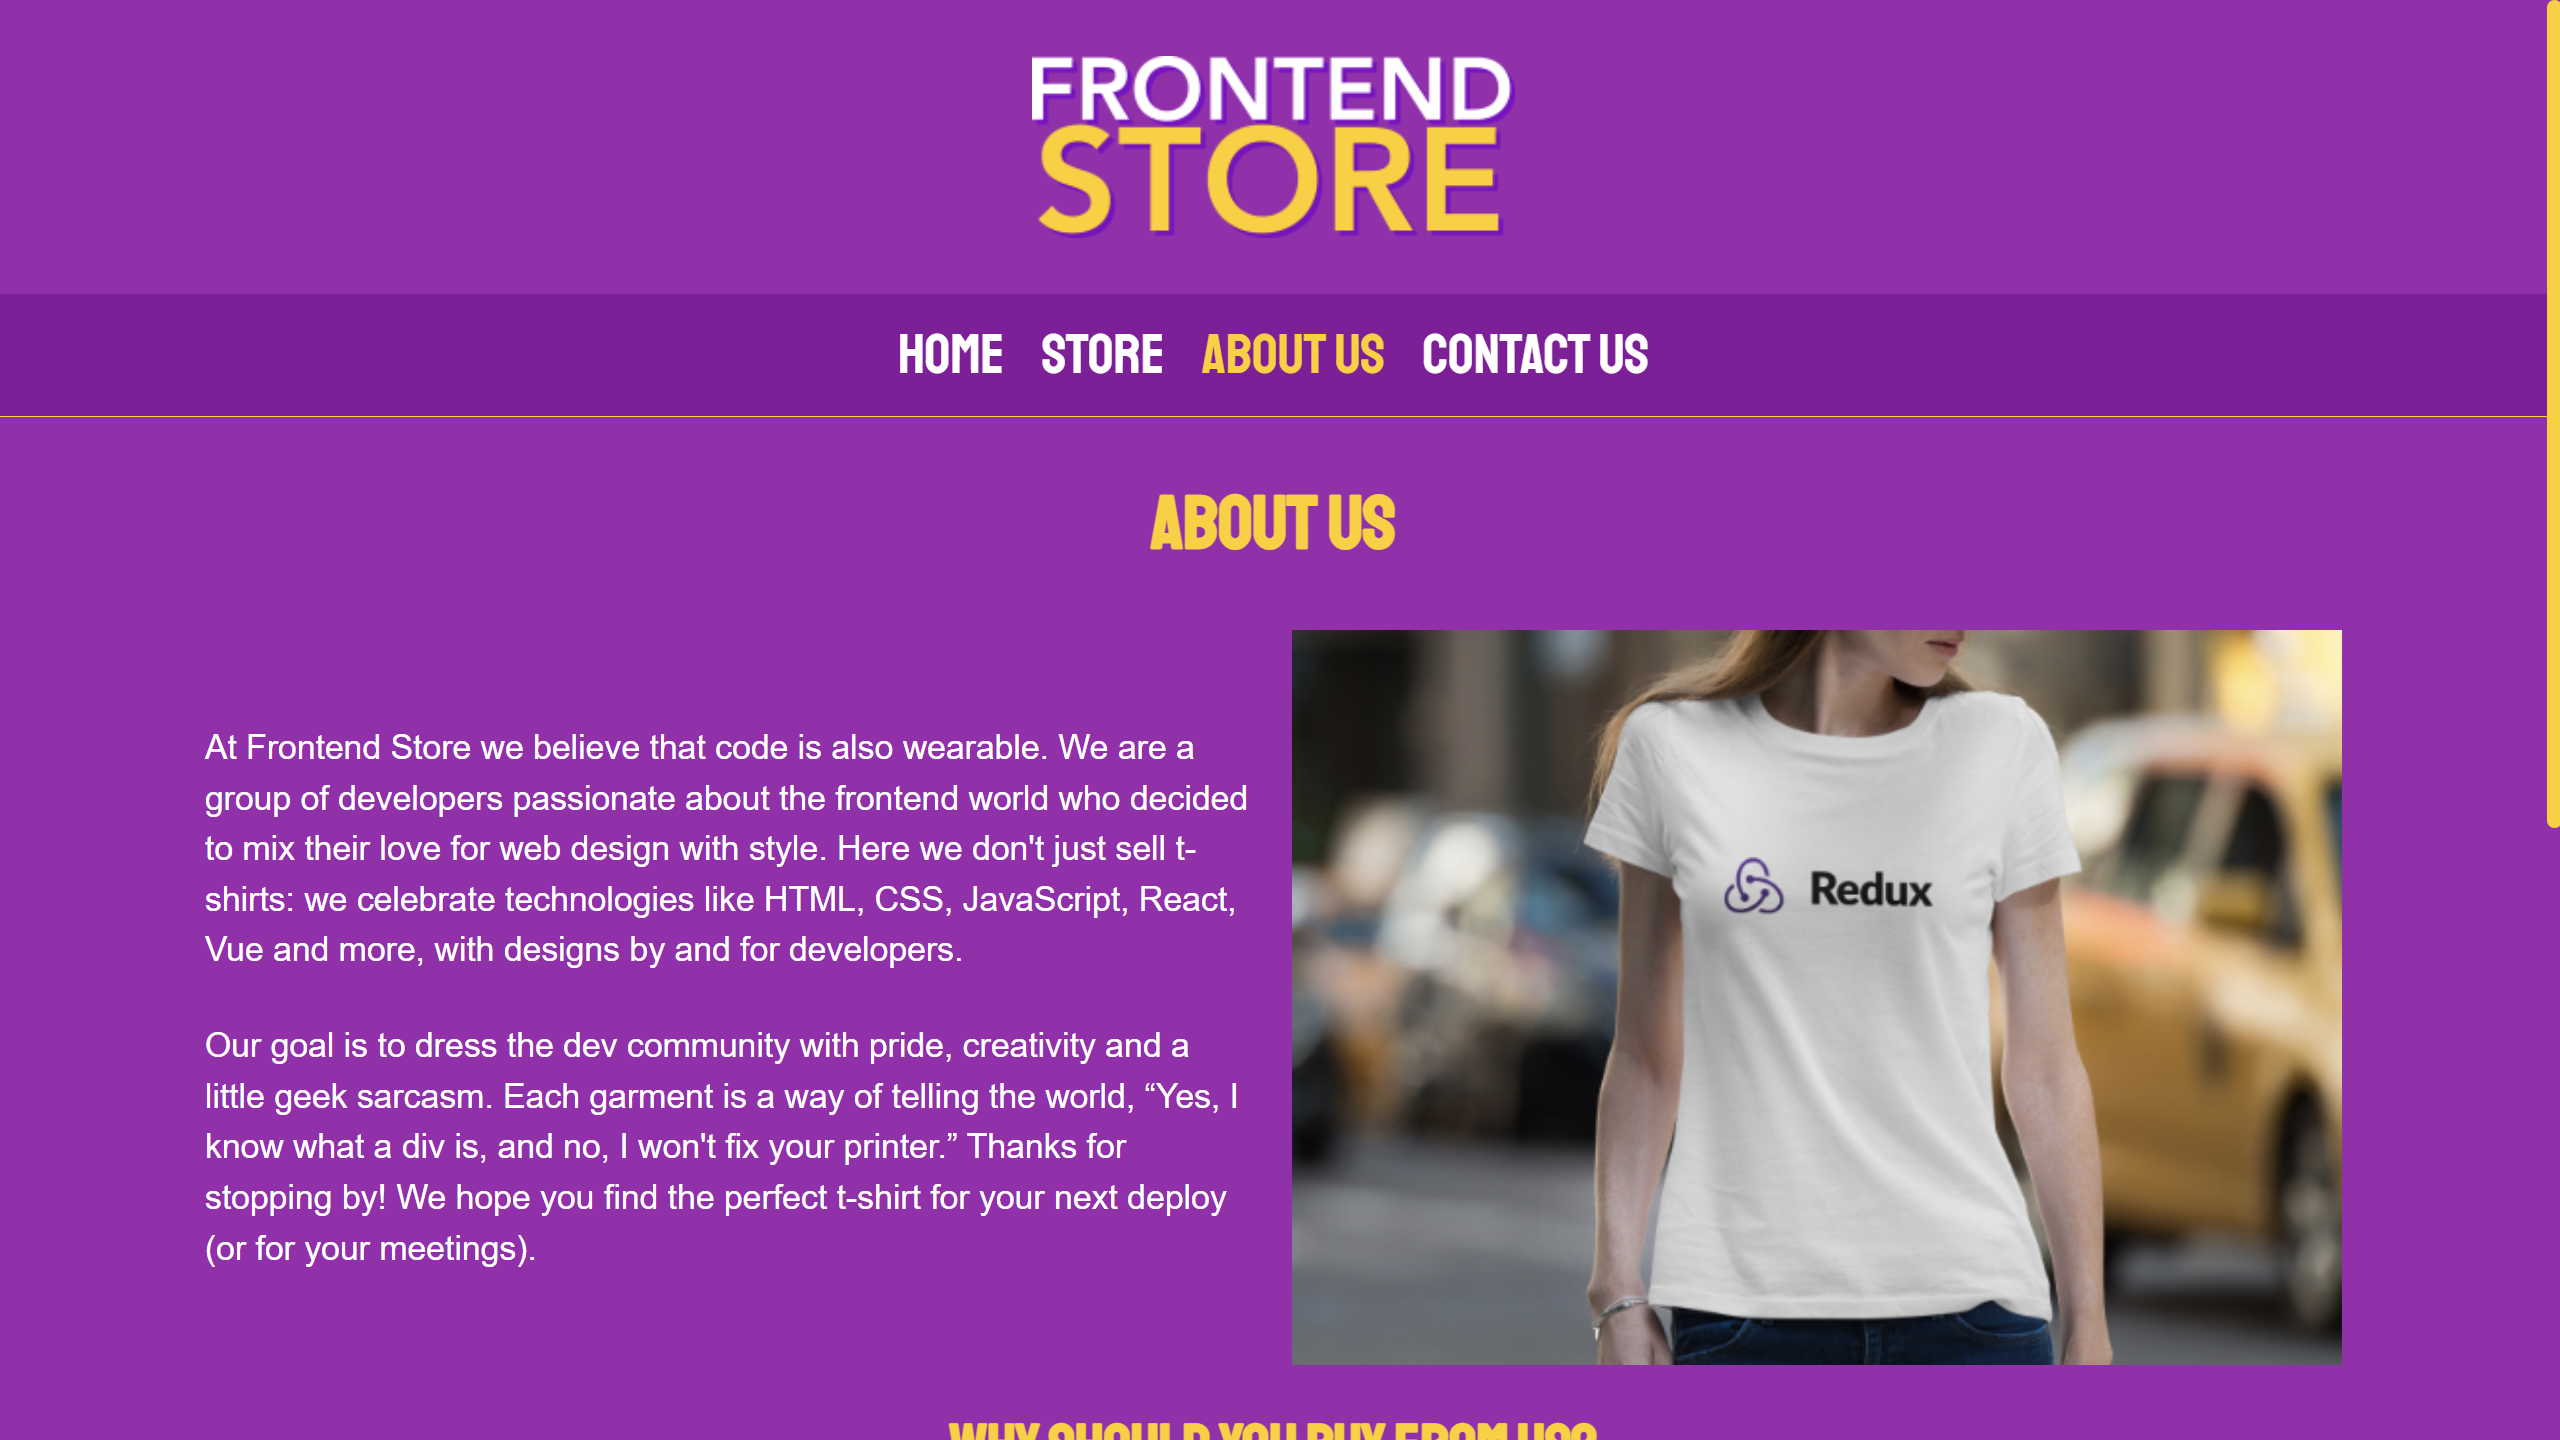 FRONTEND
STORE
HOME STORE ABOUT US CONTACT US
ABOUT US
At Frontend Store we believe that code is also wearable. We are a
group of developers passionate about the frontend world who decided
to mix their love for web design with style. Here we don't just sell t-
shirts: we celebrate technologies like HTML, CSS, JavaScript, React,
Vue and more, with designs by and for developers.
Our goal is to dress the dev community with pride, creativity and a
little geek sarcasm. Each garment is a way of telling the world, “Yes, I
know what a div is, and no, I won't fix your printer.” Thanks for
stopping by! We hope you find the perfect t-shirt for your next deploy
(or for your meetings).
Redux
WHY SHOULD YOU BUY FROM US?